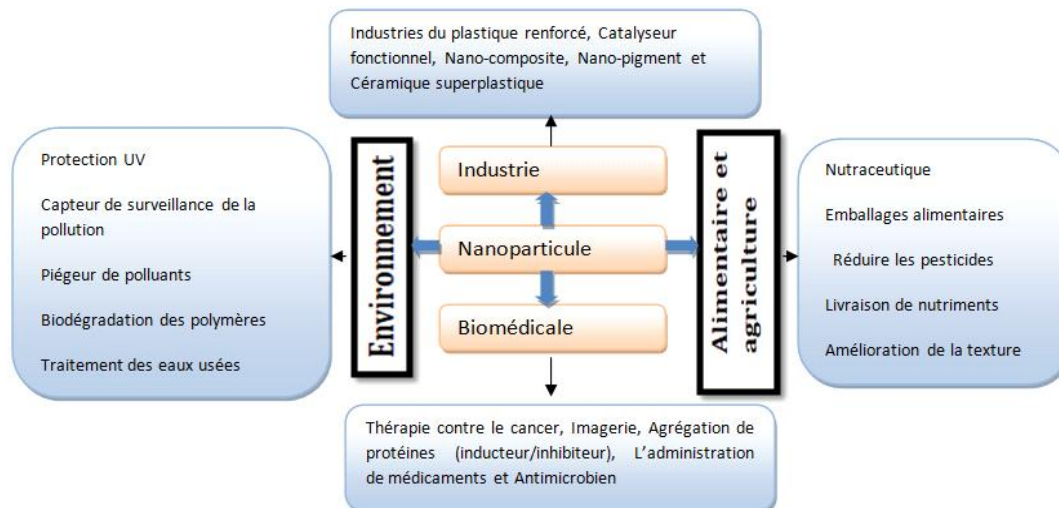 Industries du plastique renforcé, Catalyseur
fonctionnel, Nano-composite, Nano-pigment et
Céramique superplastique
Protection UV
Capteur de surveillance de la
pollution
Piégeur de polluants
Biodégradation des polymères
Traitement des eaux usées
Environnement
Industrie
Nanoparticule
Biomédicale
Alimentaire et
agriculture
Nutraceutique
Emballages alimentaires
Réduire les pesticides
Livraison de nutriments
Amélioration de la texture
Thérapie contre le cancer, Imagerie, Agrégation de
protéines (inducteur/inhibiteur), L'administration
de médicaments et Antimicrobien